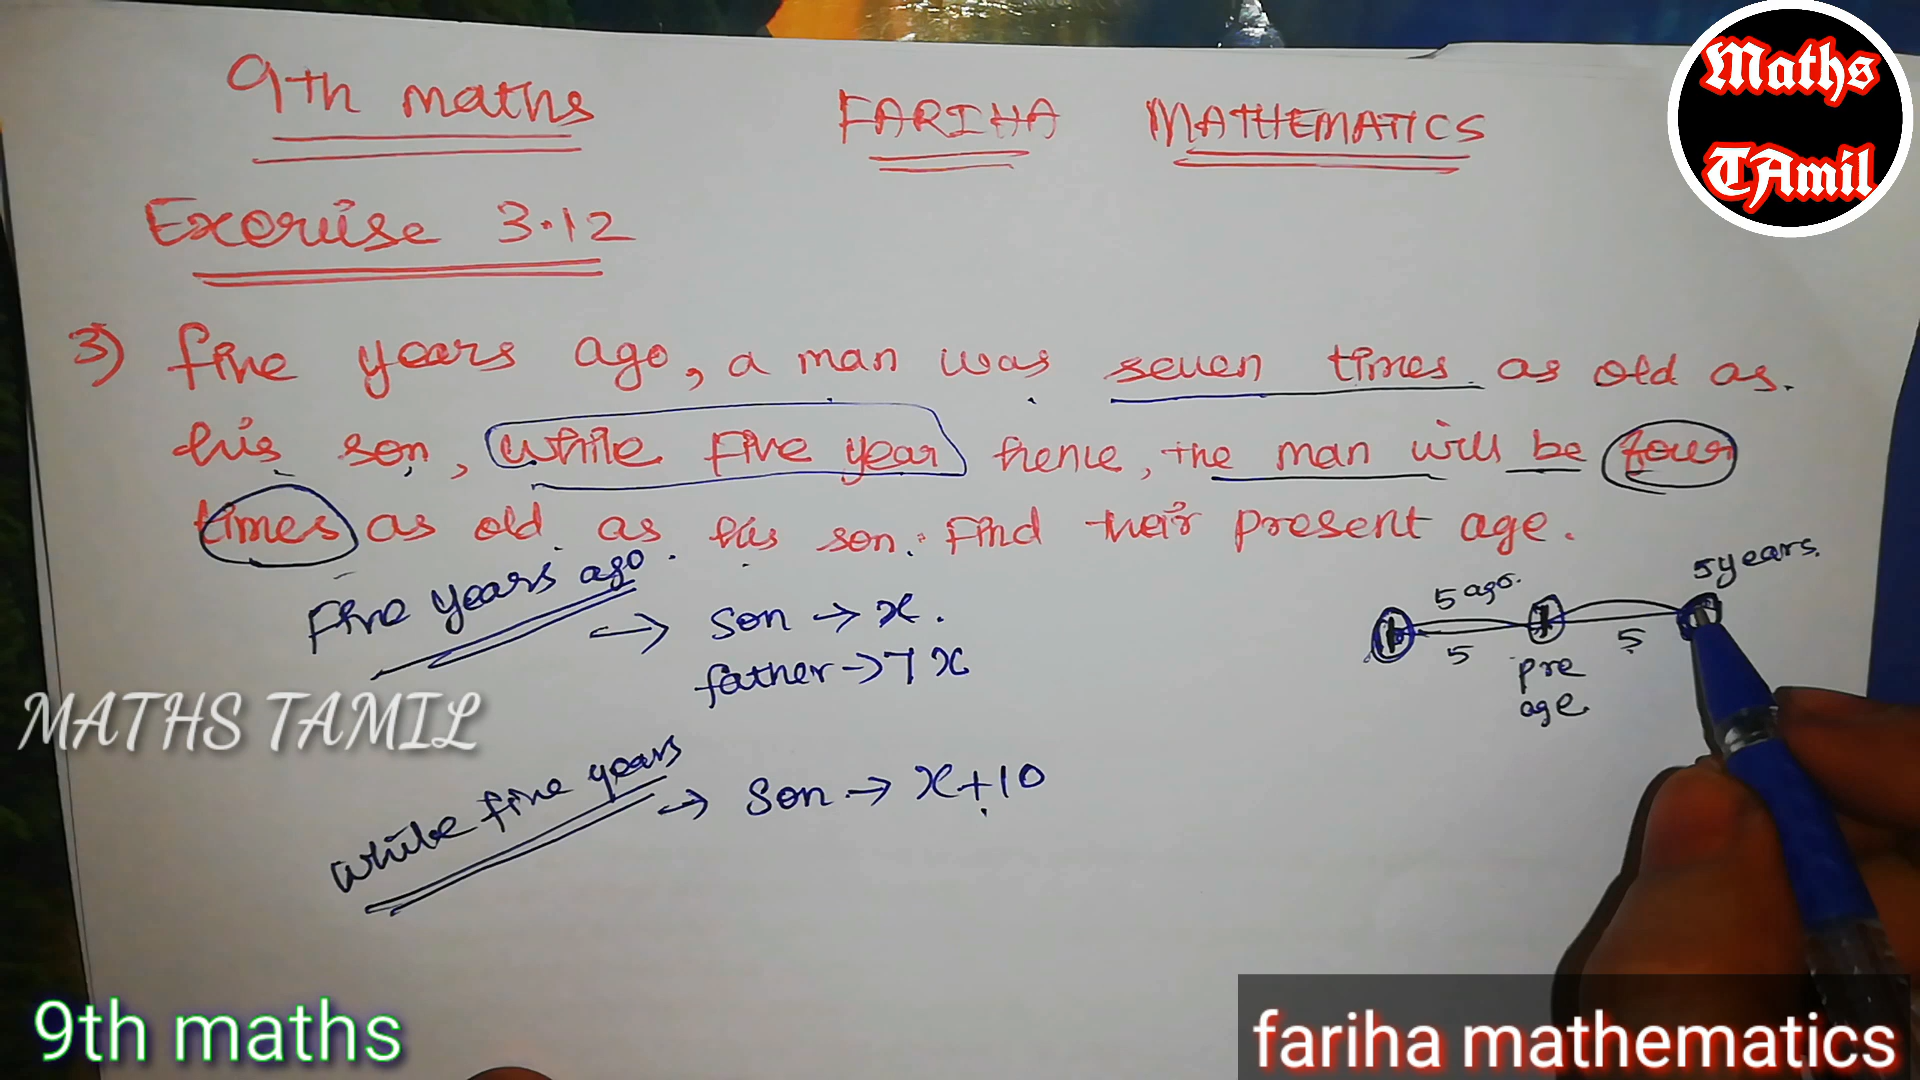 9th maths
FARIHA MATHEMATICS
Maths
TAmil
Exercise 3.12
3) five years ago, a man was seven times as old as
his son, while five year hence, the man will be four
times as old as his son. Find their present age.
Five years ago
→ son → x.
father → 7x
5 ago.
5years.
5
5
pre
age
MATHS TAMIL
while five years
→ son → x+10
9th maths
fariha mathematics